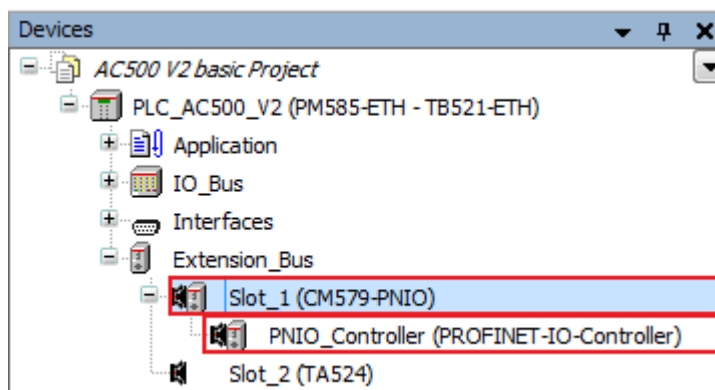 Devices
AC500 V2 basic Project
PLC_AC500_V2 (PM585-ETH - TB521-ETH)
Application
IO_Bus
Interfaces
Extension_Bus
Slot_1 (CM579-PNIO)
PNIO_Controller (PROFINET-IO-Controller)
Slot_2 (TA524)